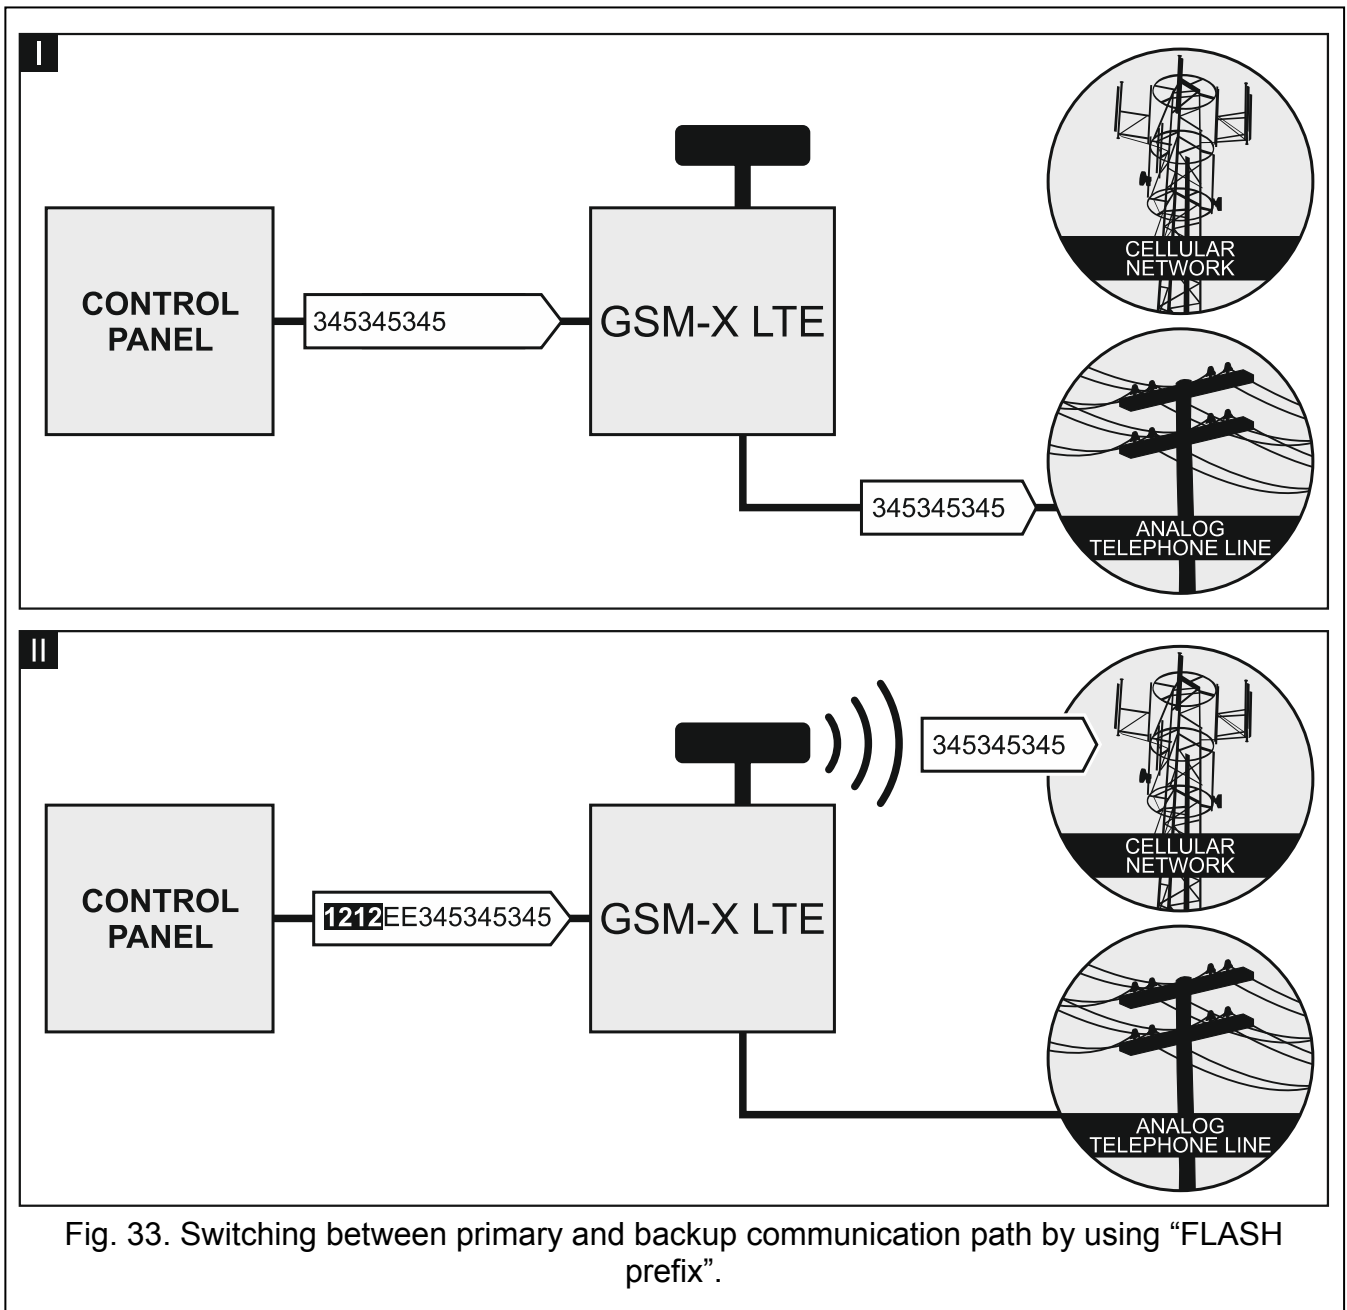 I
CELLULAR
NETWORK
CONTROL
PANEL
345345345
GSM-X LTE
345345345
ANALOG
TELEPHONE LINE
II
345345345
CELLULAR
NETWORK
CONTROL
PANEL
1212EE345345345
GSM-X LTE
ANALOG
TELEPHONE LINE
Fig. 33. Switching between primary and backup communication path by using “FLASH
prefix”.